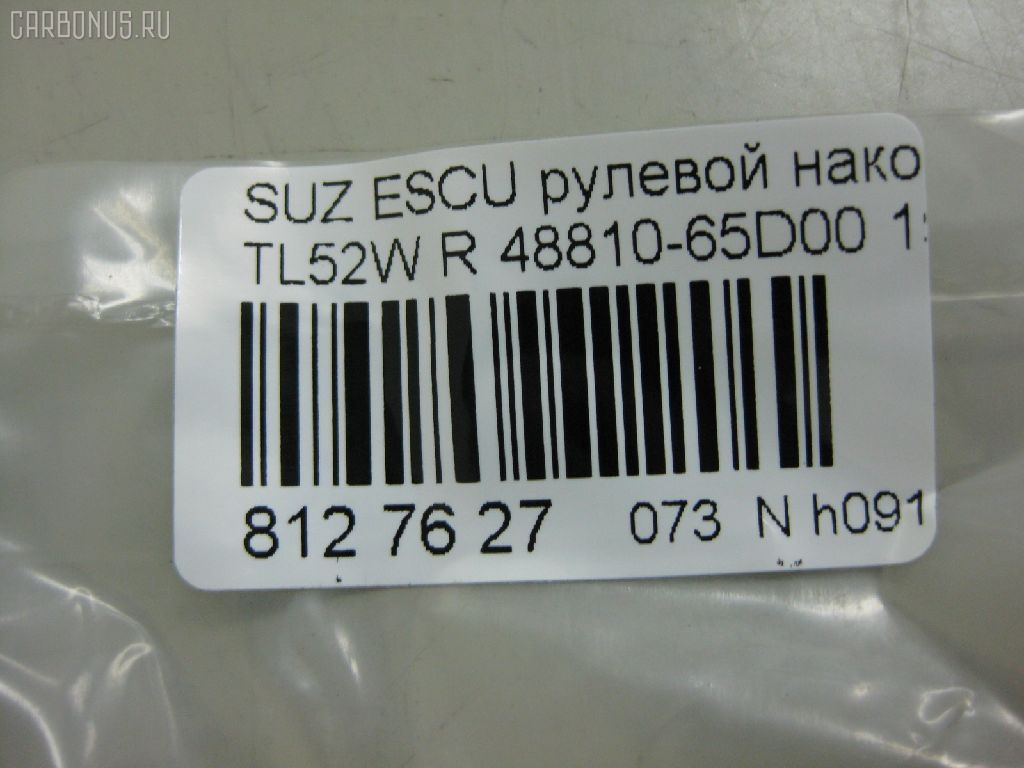 CARBONUS.RU
SUZ ESCU рулевой нако
TL52W R 48810-65D00
812 76 27 073 N h091